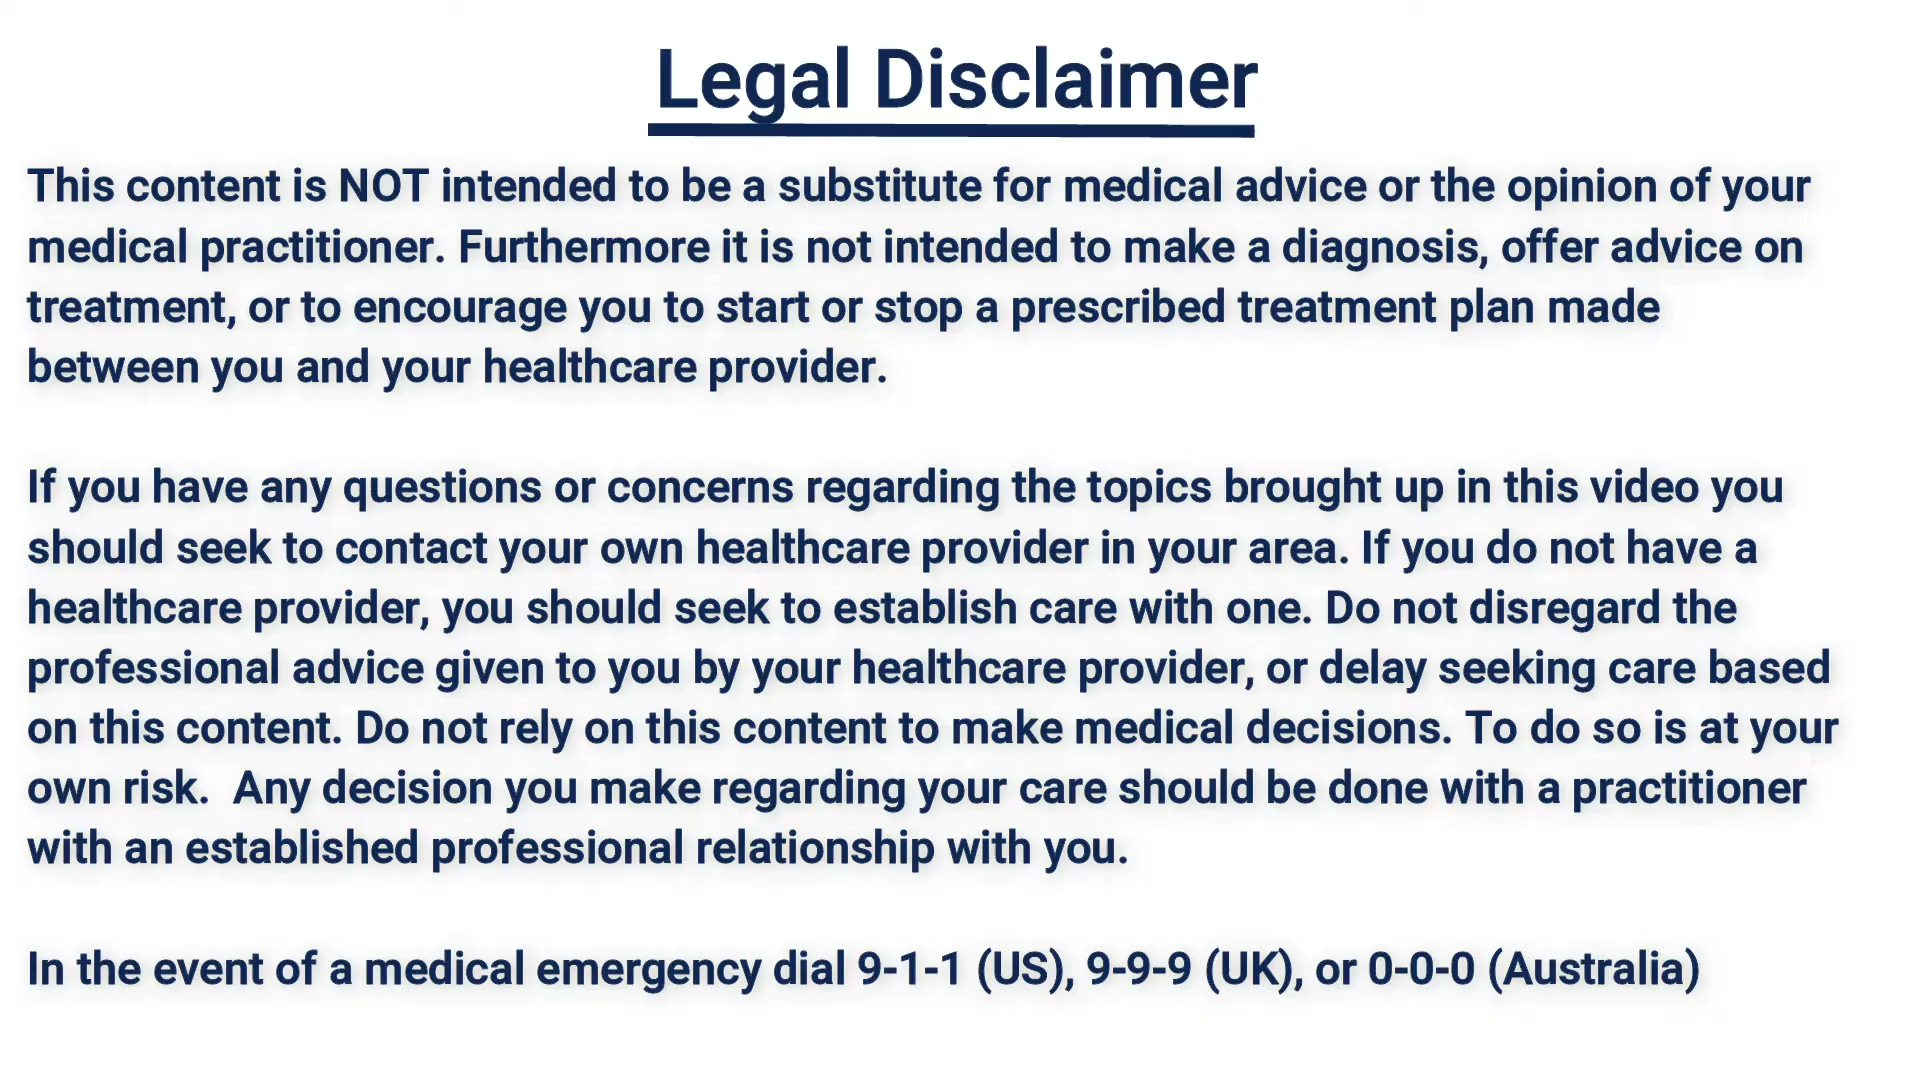 Legal Disclaimer
This content is NOT intended to be a substitute for medical advice or the opinion of your
medical practitioner. Furthermore it is not intended to make a diagnosis, offer advice on
treatment, or to encourage you to start or stop a prescribed treatment plan made
between you and your healthcare provider.
If you have any questions or concerns regarding the topics brought up in this video you
should seek to contact your own healthcare provider in your area. If you do not have a
healthcare provider, you should seek to establish care with one. Do not disregard the
professional advice given to you by your healthcare provider, or delay seeking care based
on this content. Do not rely on this content to make medical decisions. To do so is at your
own risk.  Any decision you make regarding your care should be done with a practitioner
with an established professional relationship with you.
In the event of a medical emergency dial 9-1-1 (US), 9-9-9 (UK), or 0-0-0 (Australia)